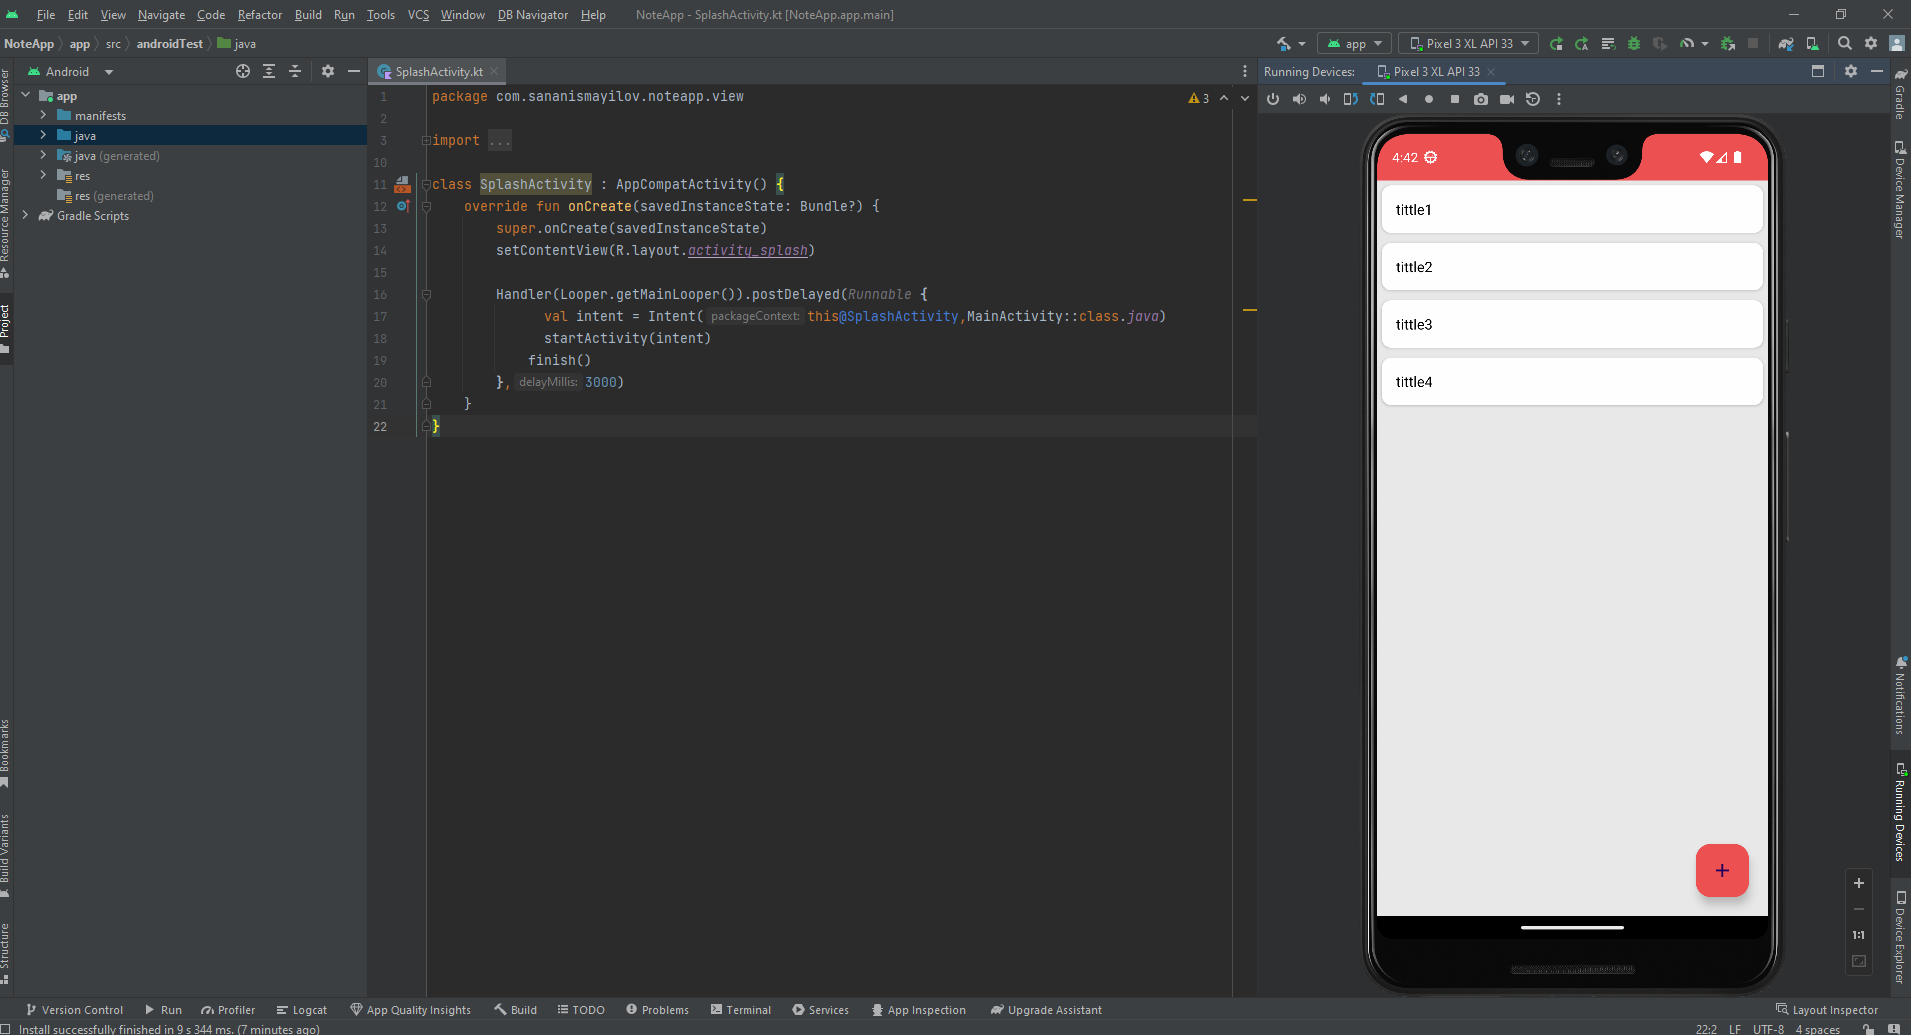 File Edit View Navigate Code Refactor Build Run Tools VCS Window DB Navigator Help NoteApp - SplashActivity.kt [NoteApp.app.main]
NoteApp app src androidTest java app Pixel 3 XL API 33
Android SplashActivity.kt Running Devices: Pixel 3 XL API 33
app
manifests
java
java (generated)
res
res (generated)
Gradle Scripts
1 package com.sananismayilov.noteapp.view
2
3 import ...
10
11 class SplashActivity : AppCompatActivity() {
12 override fun onCreate(savedInstanceState: Bundle?) {
13 super.onCreate(savedInstanceState)
14 setContentView(R.layout.activity_splash)
15
16 Handler(Looper.getMainLooper()).postDelayed(Runnable {
17 val intent = Intent( packageContext: this@SplashActivity,MainActivity::class.java)
18 startActivity(intent)
19 finish()
20 }, delayMillis: 3000)
21 }
22 }
3
4:42
tittle1
tittle2
tittle3
tittle4
+
1:1
DB Browser
Resource Manager
Project
Bookmarks
Build Variants
Structure
Gradle
Device Manager
Notifications
Running Devices
Device Explorer
Version Control Run Profiler Logcat App Quality Insights Build TODO Problems Terminal Services App Inspection Upgrade Assistant Layout Inspector
Install successfully finished in 9 s 344 ms. (7 minutes ago) 22:2 LF UTF-8 4 spaces